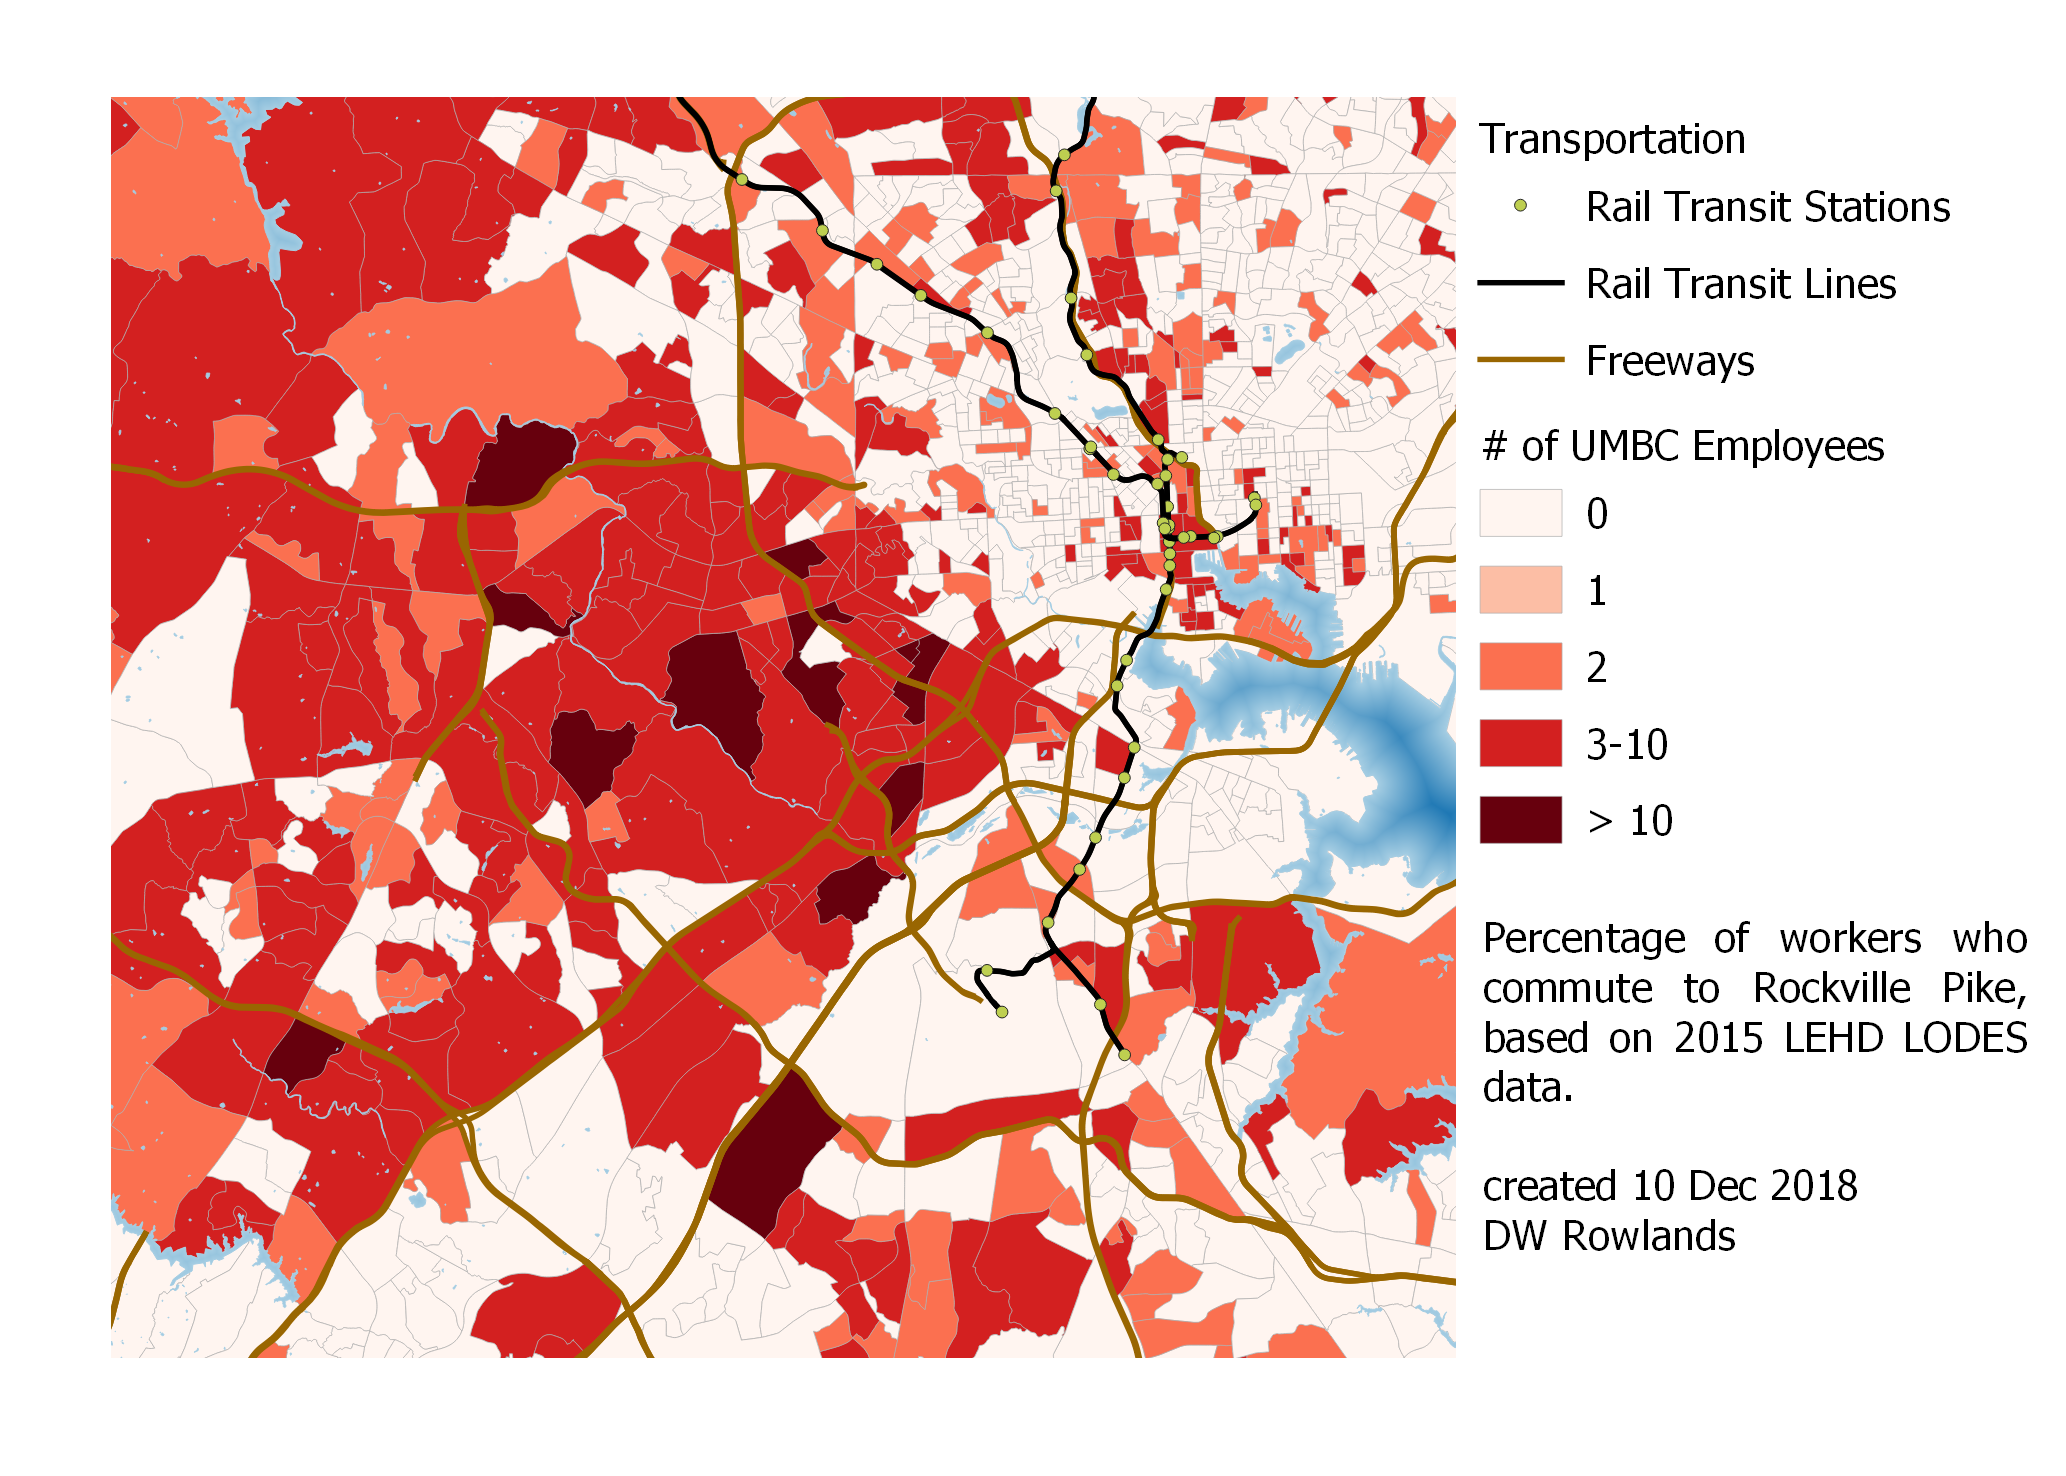 Transportation
Rail Transit Stations
Rail Transit Lines
Freeways
# of UMBC Employees
0
1
2
3-10
> 10
Percentage of workers who
commute to Rockville Pike,
based on 2015 LEHD LODES
data.
created 10 Dec 2018
DW Rowlands